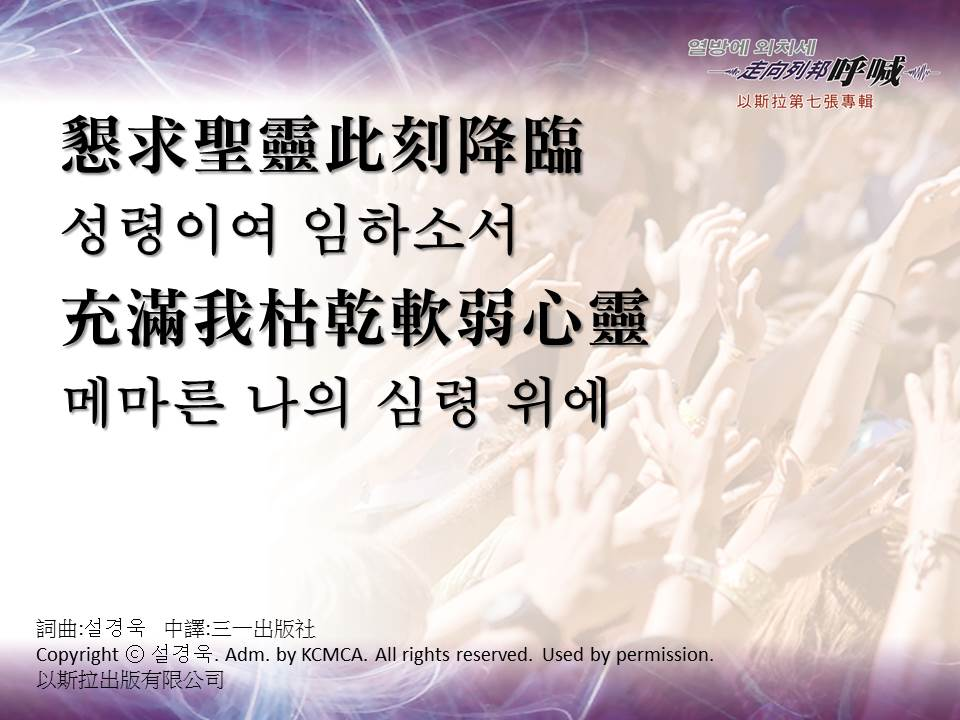 열방에 외치세
走向列邦呼喊
以斯拉第七張專輯
懇求聖靈此刻降臨
성령이여 임하소서
充滿我枯乾軟弱心靈
메마른 나의 심령 위에
詞曲:설경욱 中譯:三一出版社
Copyright ⓒ 설경욱. Adm. by KCMCA. All rights reserved. Used by permission.
以斯拉出版有限公司